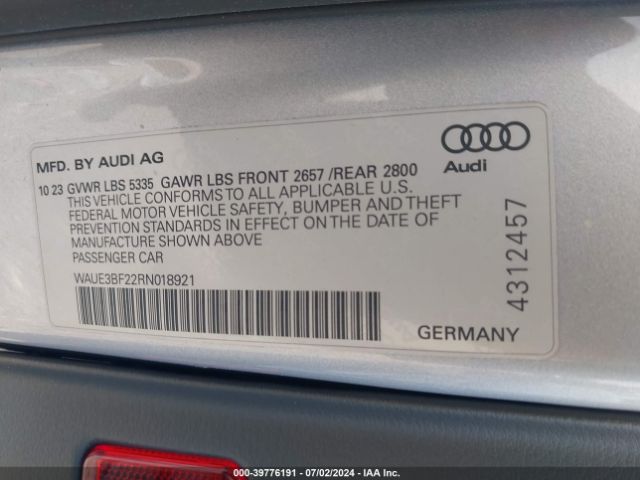 MFD. BY AUDI AG
Audi
10 23 GVWR LBS 5335 GAWR LBS FRONT 2657 /REAR 2800
THIS VEHICLE CONFORMS TO ALL APPLICABLE U.S.
FEDERAL MOTOR VEHICLE SAFETY, BUMPER AND THEFT
PREVENTION STANDARDS IN EFFECT ON THE DATE OF
MANUFACTURE SHOWN ABOVE
PASSENGER CAR
WAUE3BF22RN018921
4312457
GERMANY
000-39776191 - 07/02/2024 - IAAI.com